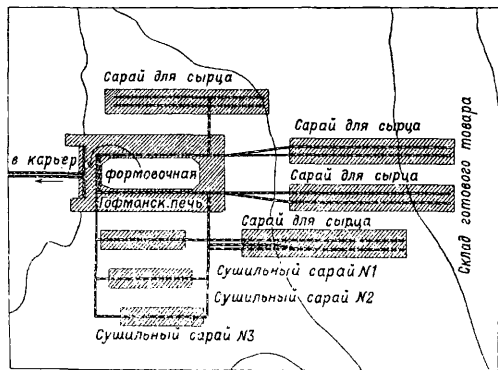 Сарай для сырца
Сарай для сырца
в карьер
формовочная
Сарай для сырца
Гофманск. печь
Сарай для сырца
Склад готового товара
Сушильный сарай N1
Сушильный сарай N2
Сушильный сарай N3